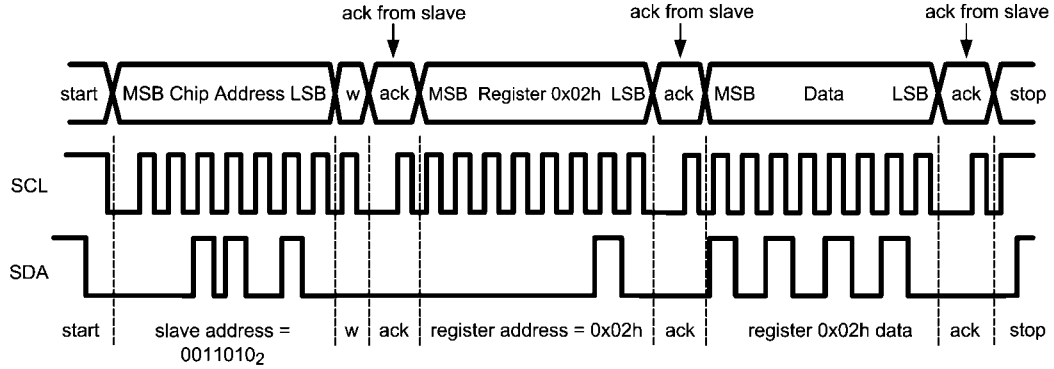 ack from slave ack from slave ack from slave
start MSB Chip Address LSB w ack MSB Register 0x02h LSB ack MSB Data LSB ack stop
SCL
SDA
start slave address = w ack register address = 0x02h ack register 0x02h data ack stop
0011010₂